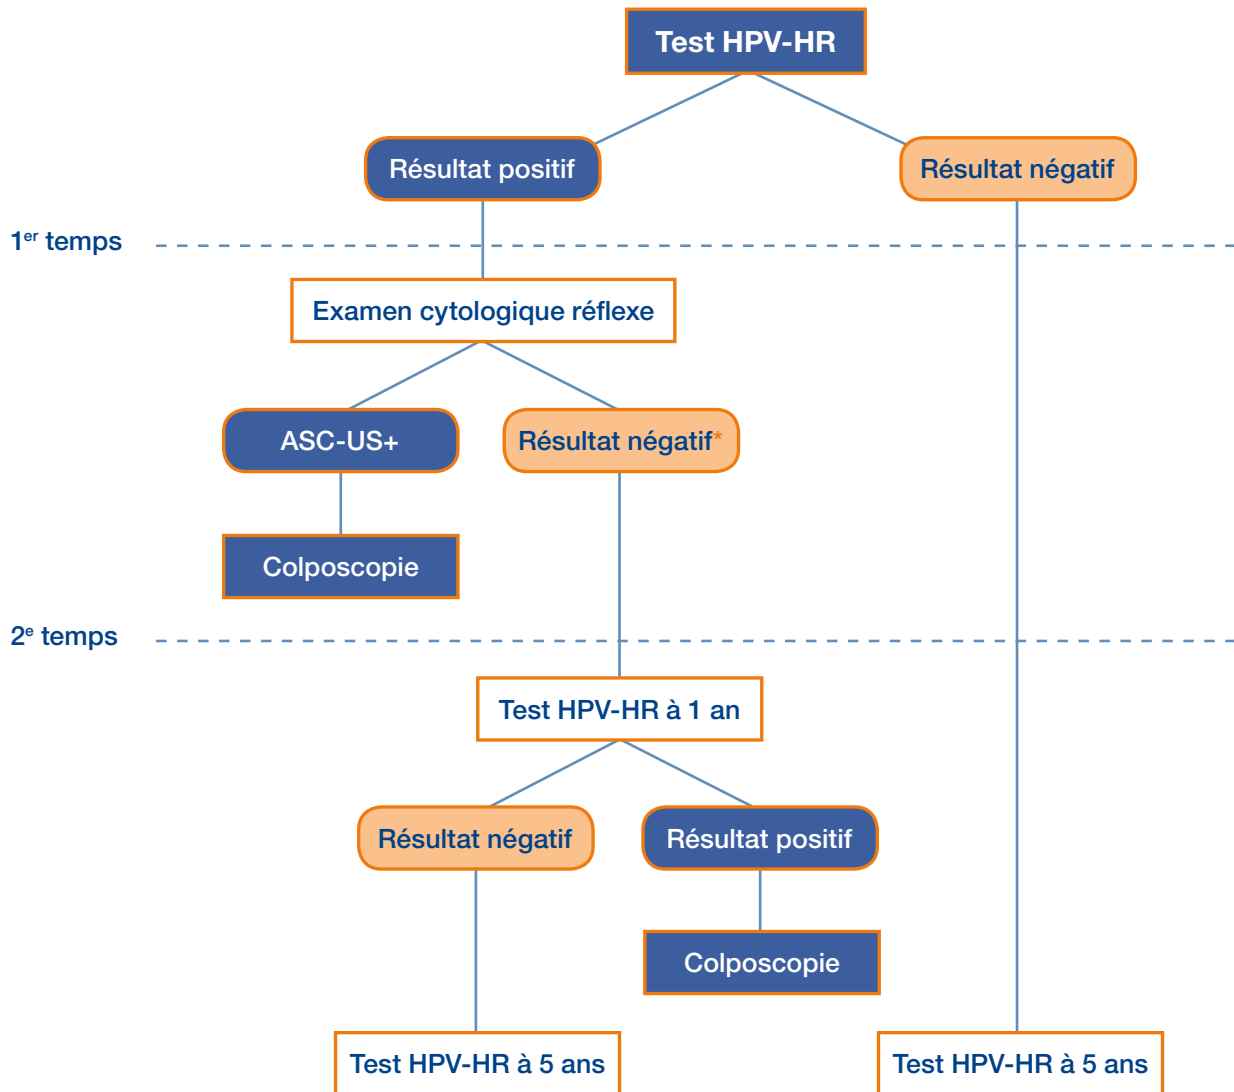 Test HPV-HR
Résultat positif
Résultat négatif
1er temps
Examen cytologique réflexe
ASC-US+
Résultat négatif*
Colposcopie
2e temps
Test HPV-HR à 1 an
Résultat négatif
Résultat positif
Colposcopie
Test HPV-HR à 5 ans
Test HPV-HR à 5 ans